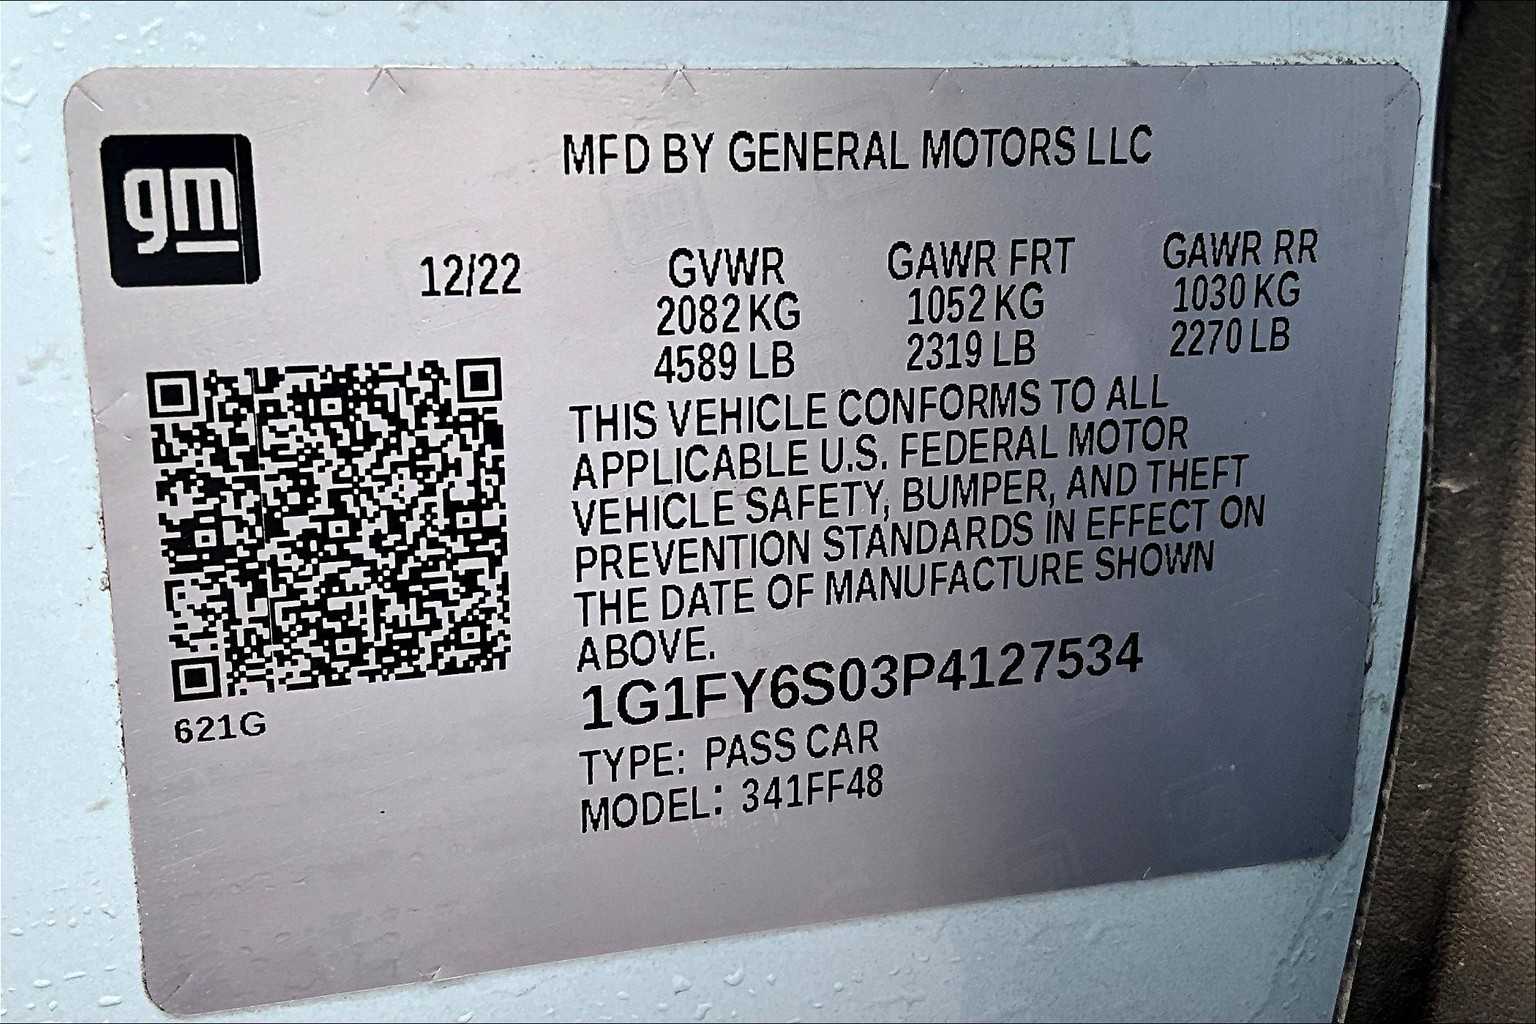 gm
MFD BY GENERAL MOTORS LLC
12/22
GVWR
2082 KG
4589 LB
GAWR FRT
1052 KG
2319 LB
GAWR RR
1030 KG
2270 LB
THIS VEHICLE CONFORMS TO ALL
APPLICABLE U.S. FEDERAL MOTOR
VEHICLE SAFETY, BUMPER, AND THEFT
PREVENTION STANDARDS IN EFFECT ON
THE DATE OF MANUFACTURE SHOWN
ABOVE.
1G1FY6S03P4127534
TYPE: PASS CAR
MODEL: 341FF48
621G